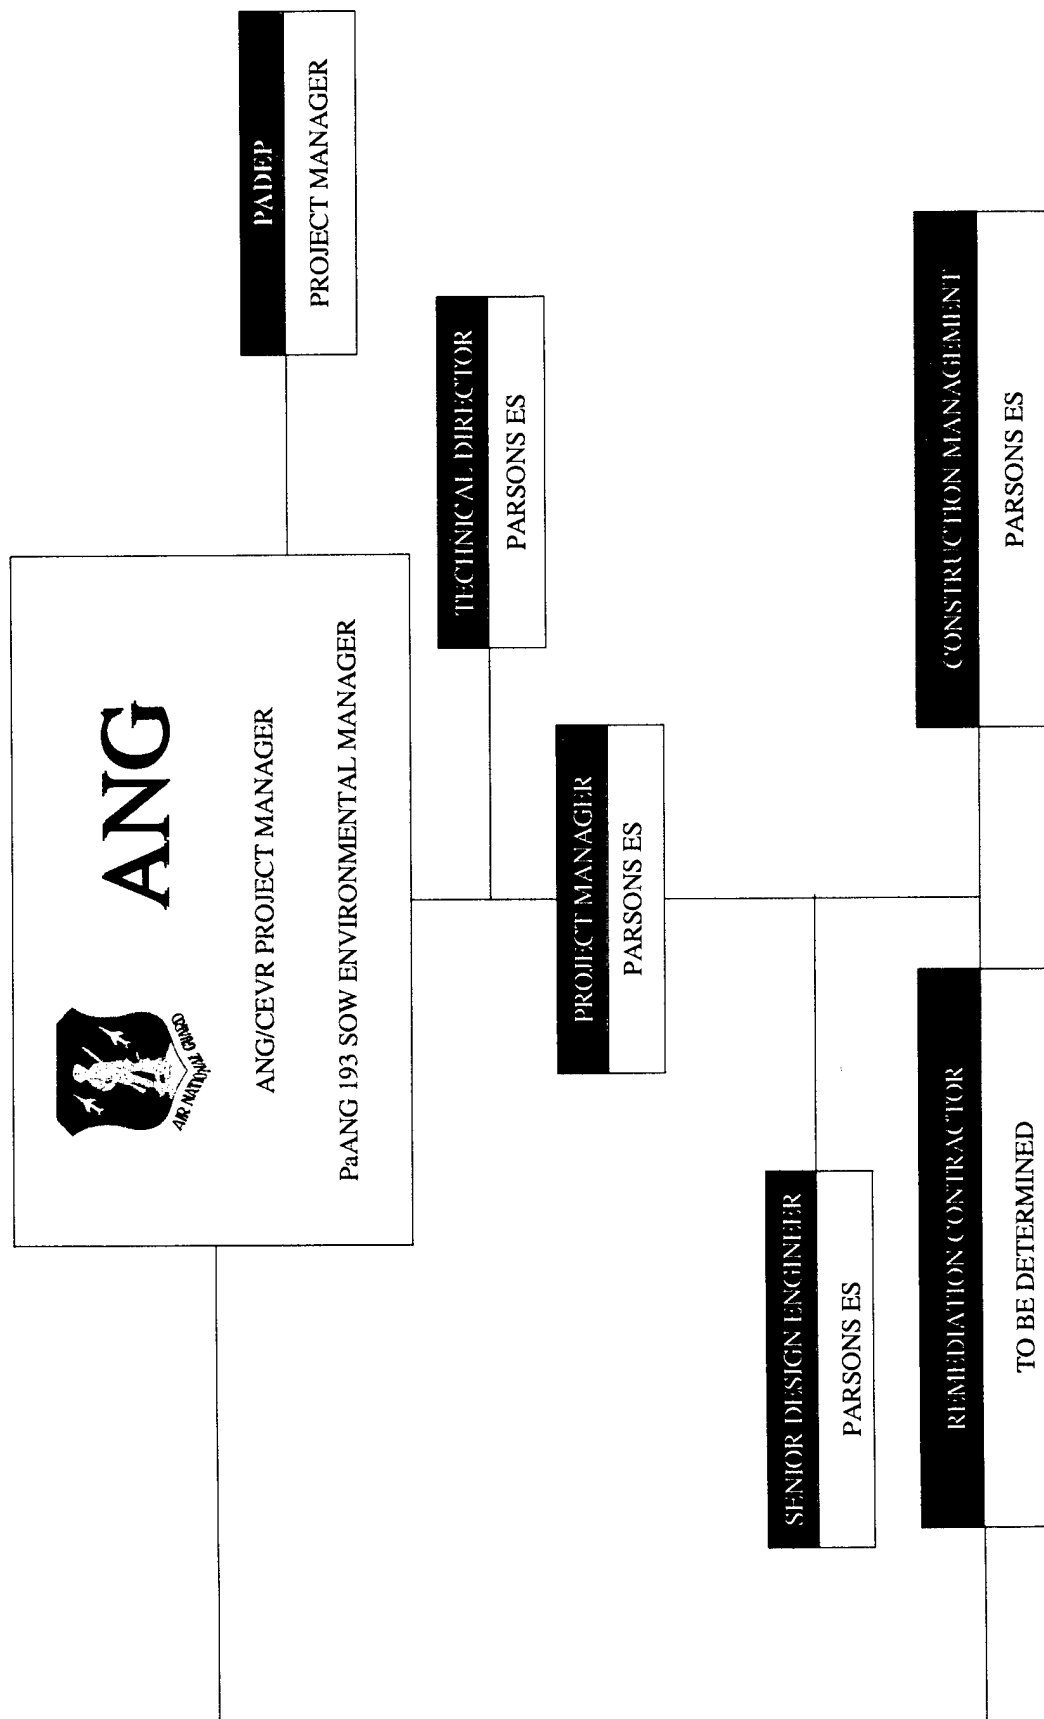 AIR NATIONAL GUARD
ANG
ANG/CEVR PROJECT MANAGER
PaANG 193 SOW ENVIRONMENTAL MANAGER
PADEP
PROJECT MANAGER
TECHNICAL DIRECTOR
PARSONS ES
PROJECT MANAGER
PARSONS ES
SENIOR DESIGN ENGINEER
PARSONS ES
REMEDIATION CONTRACTOR
TO BE DETERMINED
CONSTRUCTION MANAGEMENT
PARSONS ES